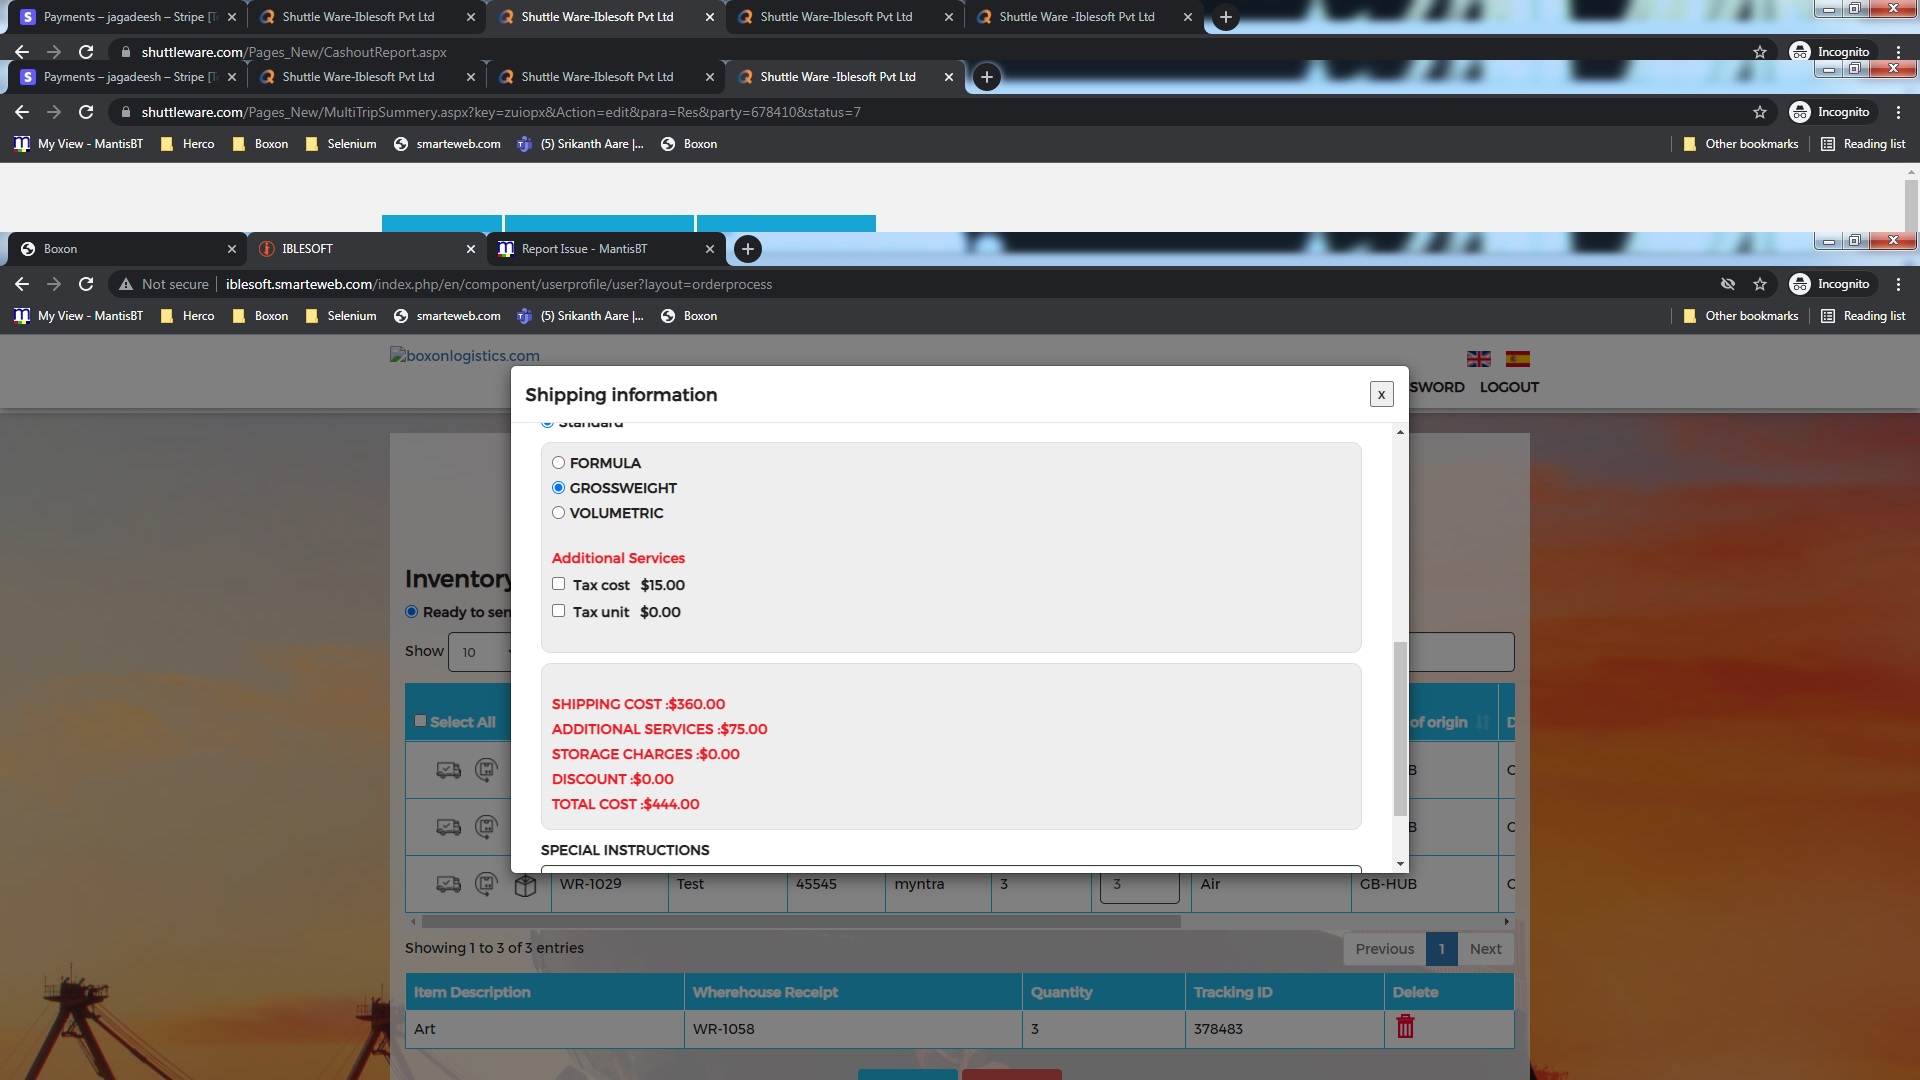 Payments – jagadeesh – Stripe [T
Shuttle Ware-Iblesoft Pvt Ltd
Shuttle Ware-Iblesoft Pvt Ltd
Shuttle Ware-Iblesoft Pvt Ltd
Shuttle Ware -Iblesoft Pvt Ltd
shuttleware.com/Pages_New/CashoutReport.aspx
Incognito
Payments – jagadeesh – Stripe [T
Shuttle Ware-Iblesoft Pvt Ltd
Shuttle Ware-Iblesoft Pvt Ltd
Shuttle Ware -Iblesoft Pvt Ltd
shuttleware.com/Pages_New/MultiTripSummery.aspx?key=zuiopx&Action=edit&para=Res&party=678410&status=7
Incognito
My View - MantisBT Herco Boxon Selenium smarteweb.com (5) Srikanth Aare |... Boxon Other bookmarks Reading list
Boxon
IBLESOFT
Report Issue - MantisBT
Not secure iblesoft.smarteweb.com/index.php/en/component/userprofile/user?layout=orderprocess
Incognito
My View - MantisBT Herco Boxon Selenium smarteweb.com (5) Srikanth Aare |... Boxon Other bookmarks Reading list
boxonlogistics.com
SWORD LOGOUT
Shipping information
x
Standard
FORMULA
GROSSWEIGHT
VOLUMETRIC
Additional Services
Tax cost $15.00
Tax unit $0.00
SHIPPING COST :$360.00
ADDITIONAL SERVICES :$75.00
STORAGE CHARGES :$0.00
DISCOUNT :$0.00
TOTAL COST :$444.00
SPECIAL INSTRUCTIONS
Inventory
Ready to sen
Show 10
Select All of origin D
B C
B C
WR-1029 Test 45545 myntra 3 3 Air GB-HUB C
Showing 1 to 3 of 3 entries
Previous 1 Next
Item Description Wherehouse Receipt Quantity Tracking ID Delete
Art WR-1058 3 378483